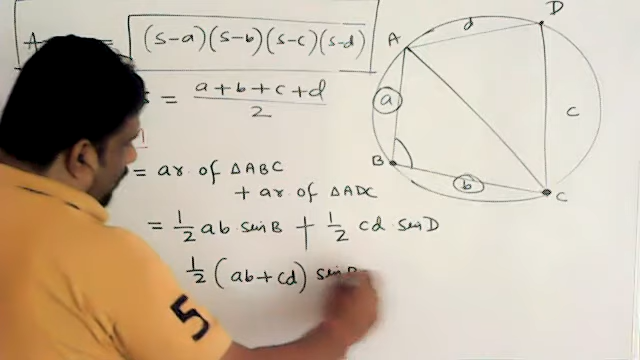 A (s-a)(s-b)(s-c)(s-d)
= a+b+c+d
2
= ar of ΔABC
+ ar of ΔADC
= 1/2 ab sinB + 1/2 cd sinD
1/2 (ab+cd) sin
A
d
D
a
c
B
b
C
5